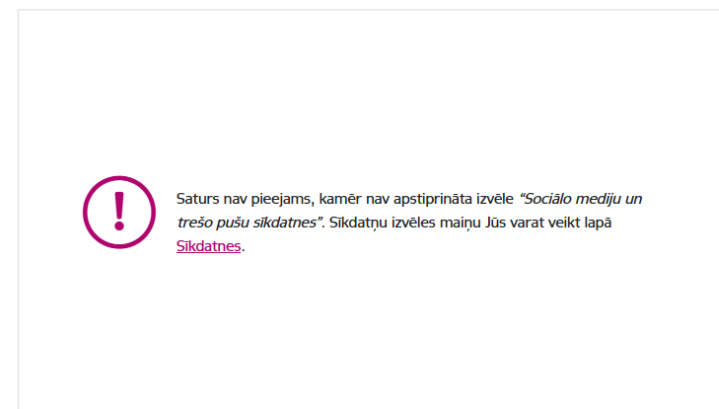 Saturs nav pieejams, kamēr nav apstiprināta izvēle “Sociālo mediju un
trešo pušu sīkdatnes”. Sīkdatņu izvēles maiņu Jūs varat veikt lapā
Sīkdatnes.